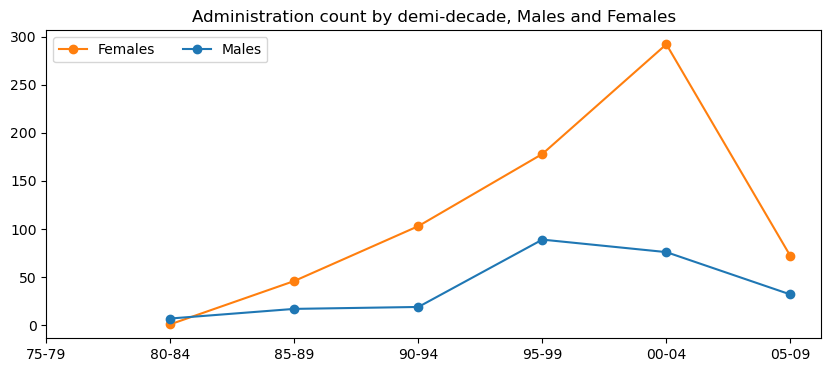 Administration count by demi-decade, Males and Females
Females Males
300
250
200
150
100
50
0
75-79 80-84 85-89 90-94 95-99 00-04 05-09